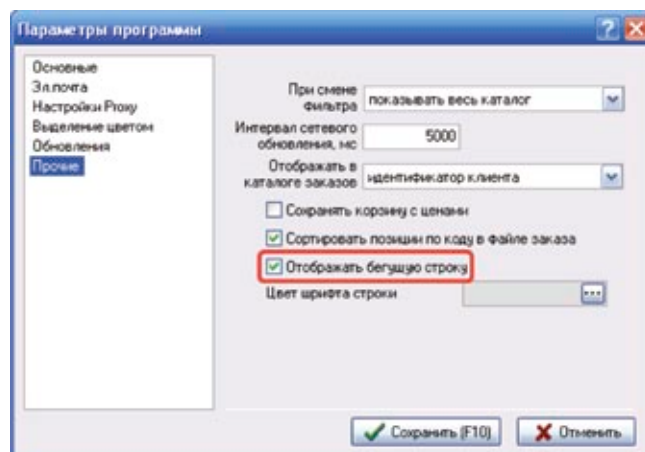 Параметры программы
Основные
Эл.почта
Настройки Proxy
Выделение цветом
Обновления
Прочие
При смене
фильтра
показывать весь каталог
Интервал сетевого
обновления, мс
5000
Отображать в
каталоге заказов
идентификатор клиента
Сохранять корзину с ценами
Сортировать позиции по коду в файле заказа
Отображать бегущую строку
Цвет шрифта строки
...
Сохранить (F10)
Отменить